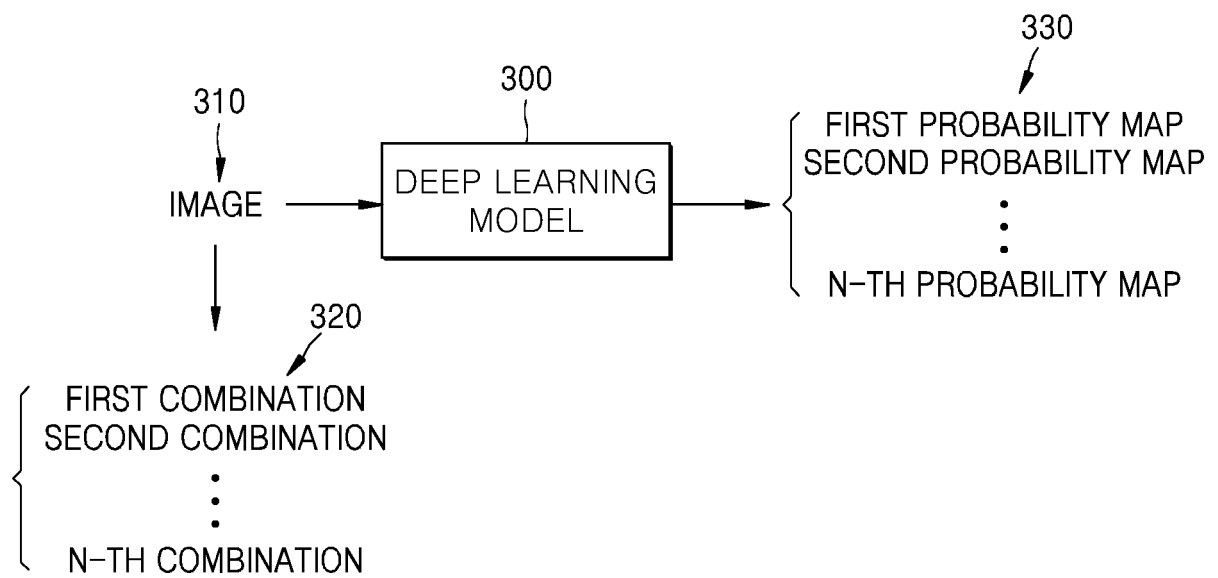 330
300
310
FIRST PROBABILITY MAP
SECOND PROBABILITY MAP
DEEP LEARNING
MODEL
IMAGE
N-TH PROBABILITY MAP
320
FIRST COMBINATION
SECOND COMBINATION
N-TH COMBINATION